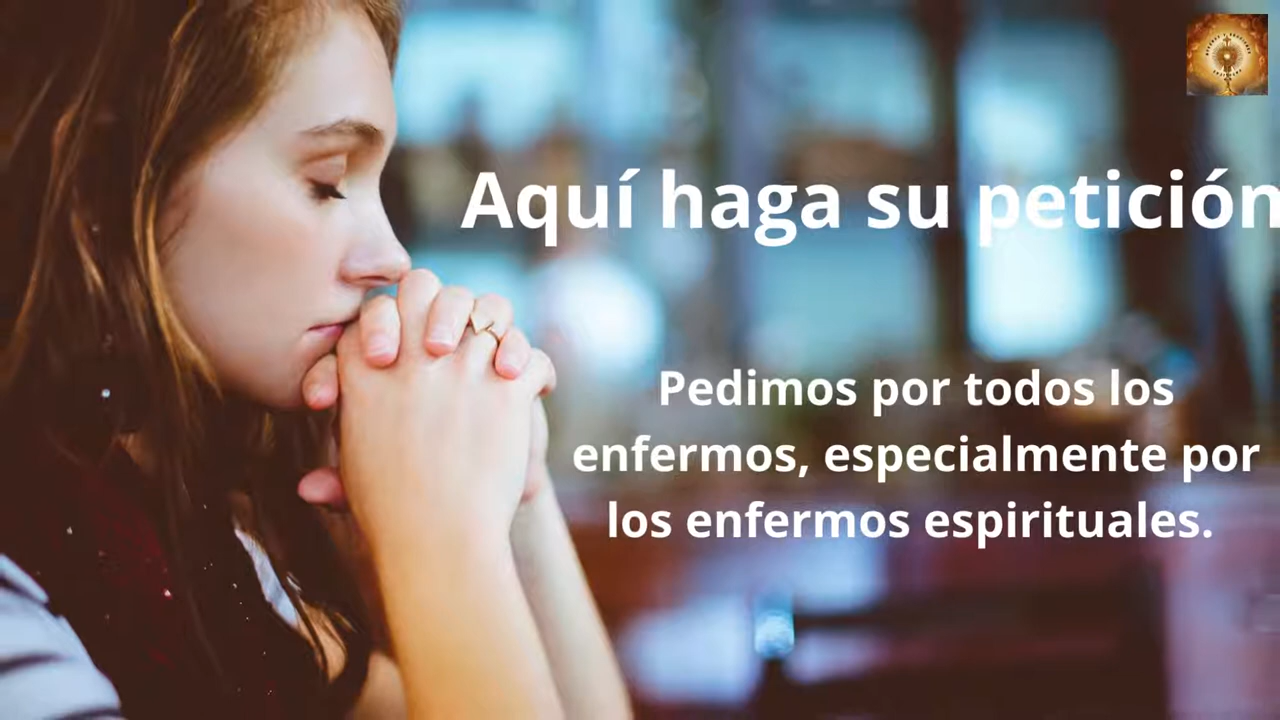 Aquí haga su petición
Pedimos por todos los
enfermos, especialmente por
los enfermos espirituales.